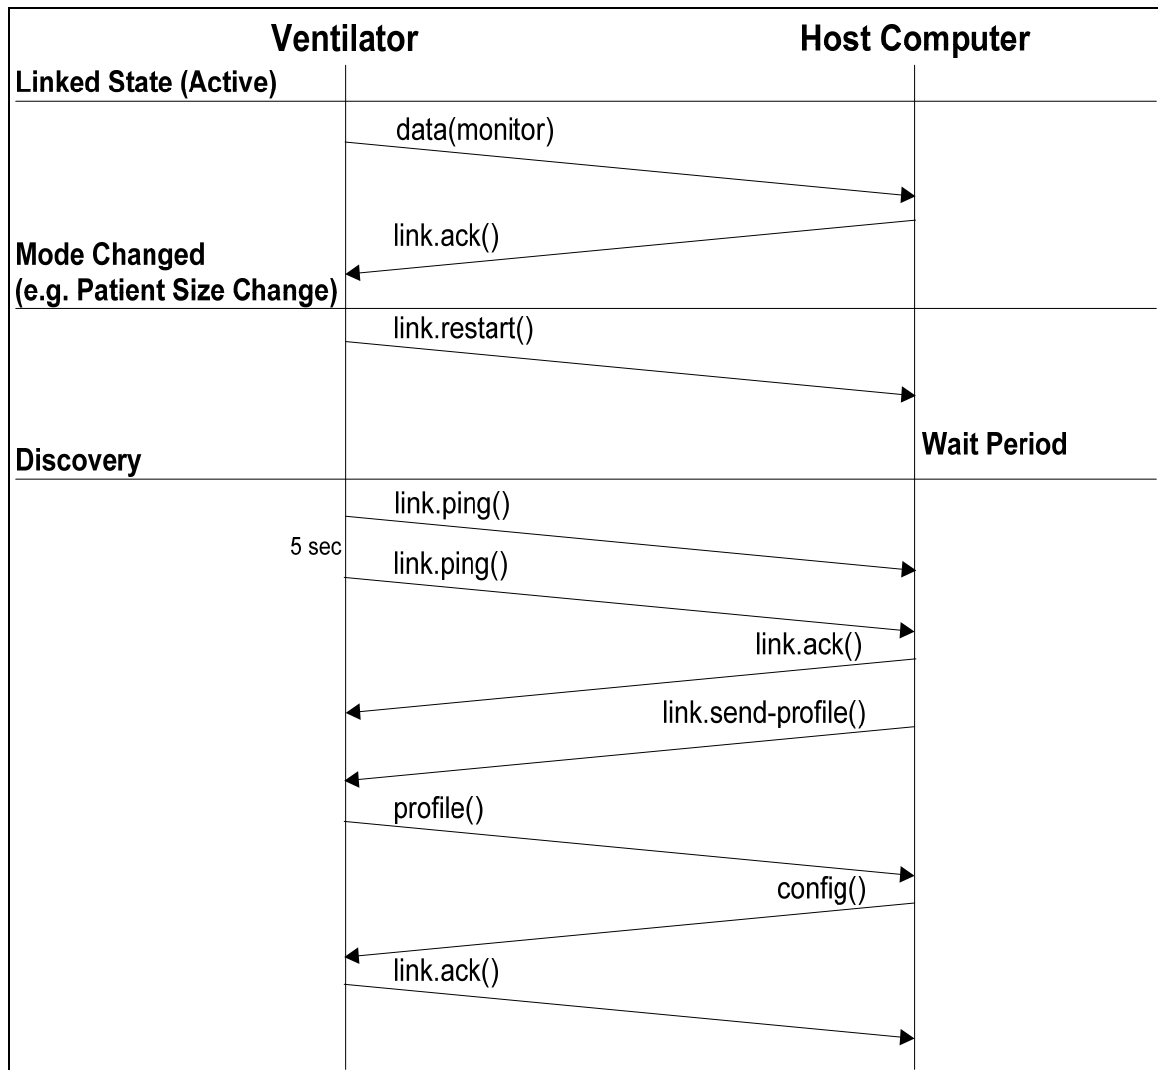 Ventilator
Host Computer
Linked State (Active)
data(monitor)
link.ack()
Mode Changed
(e.g. Patient Size Change)
link.restart()
Wait Period
Discovery
link.ping()
5 sec
link.ping()
link.ack()
link.send-profile()
profile()
config()
link.ack()